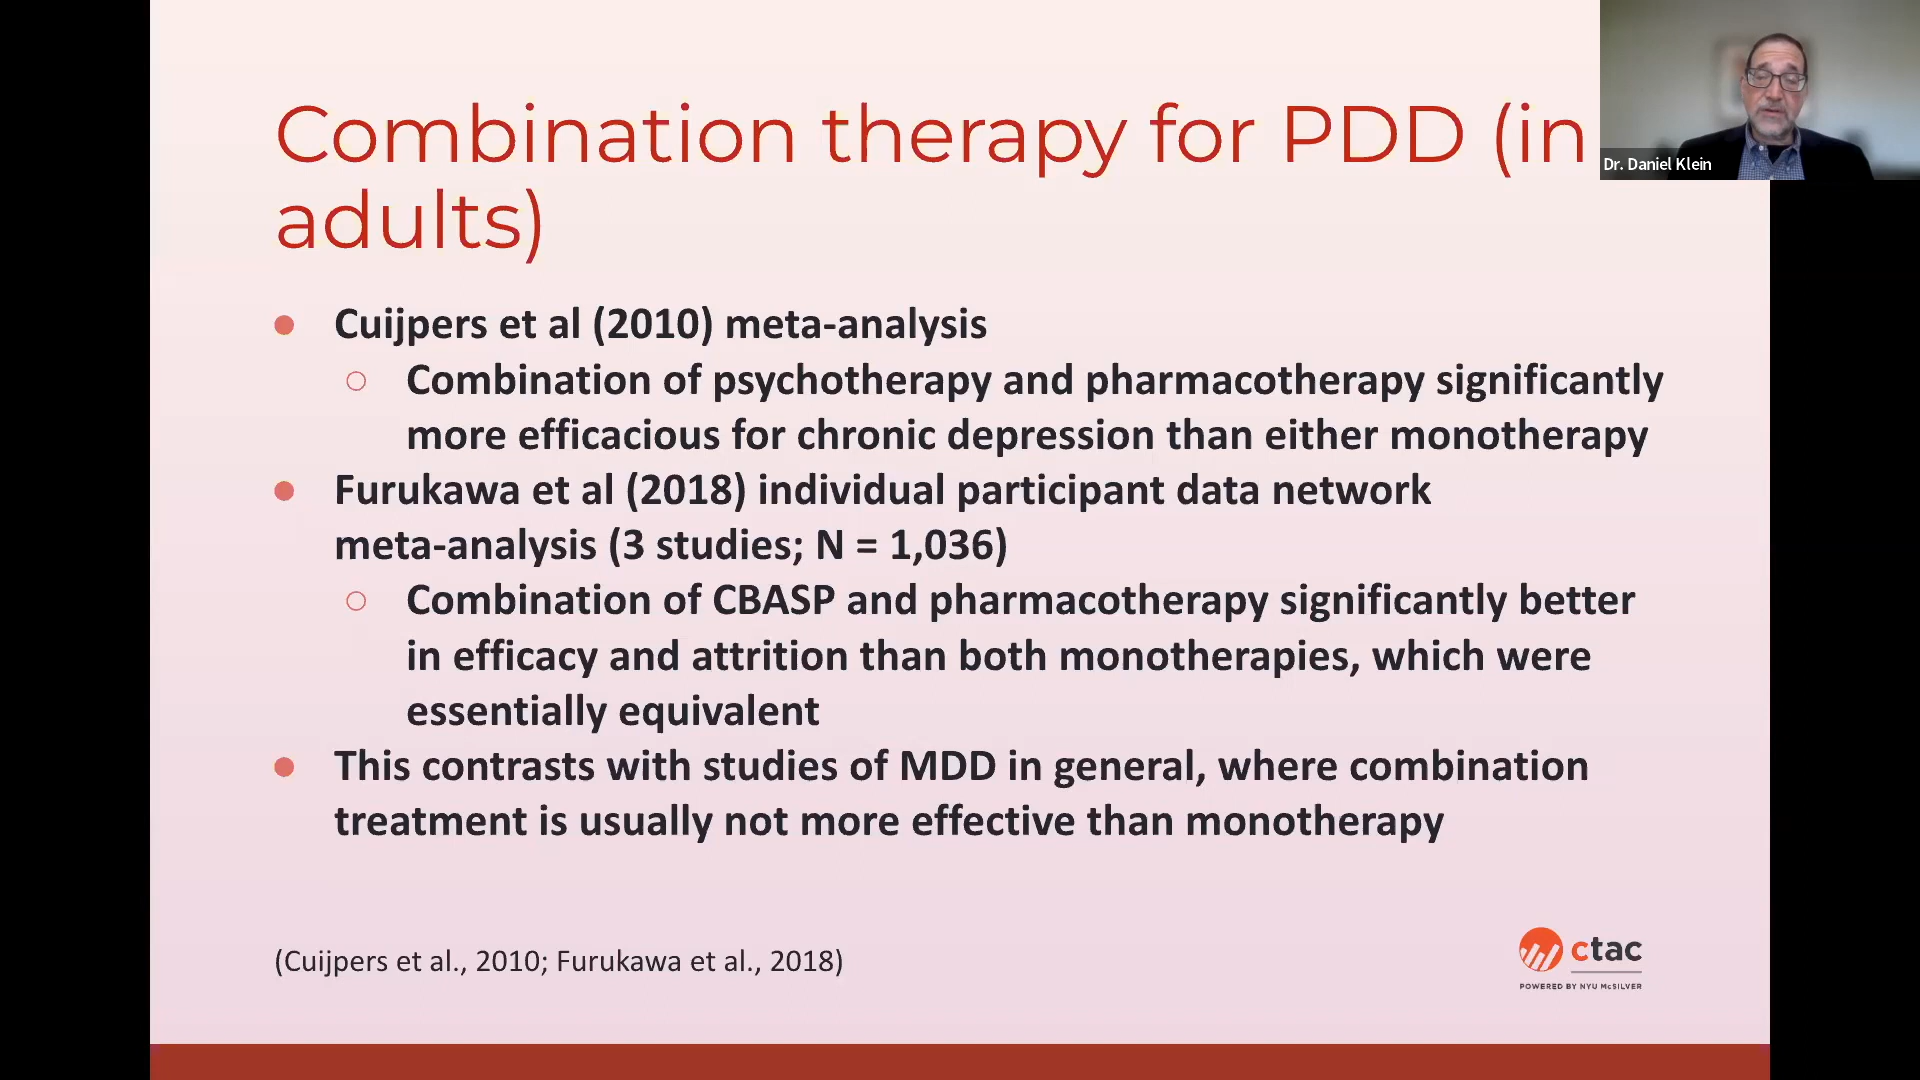 Combination therapy for PDD (in
adults)
Dr. Daniel Klein
● Cuijpers et al (2010) meta-analysis
○ Combination of psychotherapy and pharmacotherapy significantly
more efficacious for chronic depression than either monotherapy
● Furukawa et al (2018) individual participant data network
meta-analysis (3 studies; N = 1,036)
○ Combination of CBASP and pharmacotherapy significantly better
in efficacy and attrition than both monotherapies, which were
essentially equivalent
● This contrasts with studies of MDD in general, where combination
treatment is usually not more effective than monotherapy
(Cuijpers et al., 2010; Furukawa et al., 2018)
ctac
POWERED BY NYU McSILVER